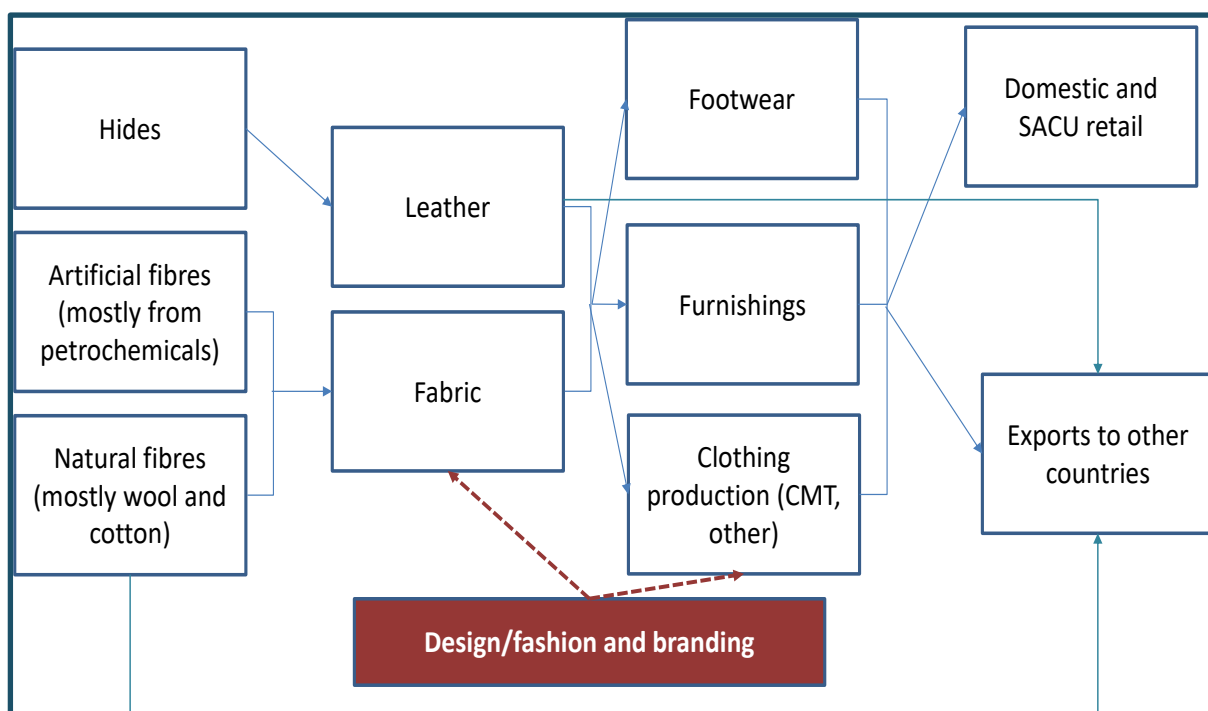 Hides
Artificial fibres
(mostly from
petrochemicals)
Natural fibres
(mostly wool and
cotton)
Leather
Fabric
Footwear
Furnishings
Clothing
production (CMT,
other)
Design/fashion and branding
Domestic and
SACU retail
Exports to other
countries